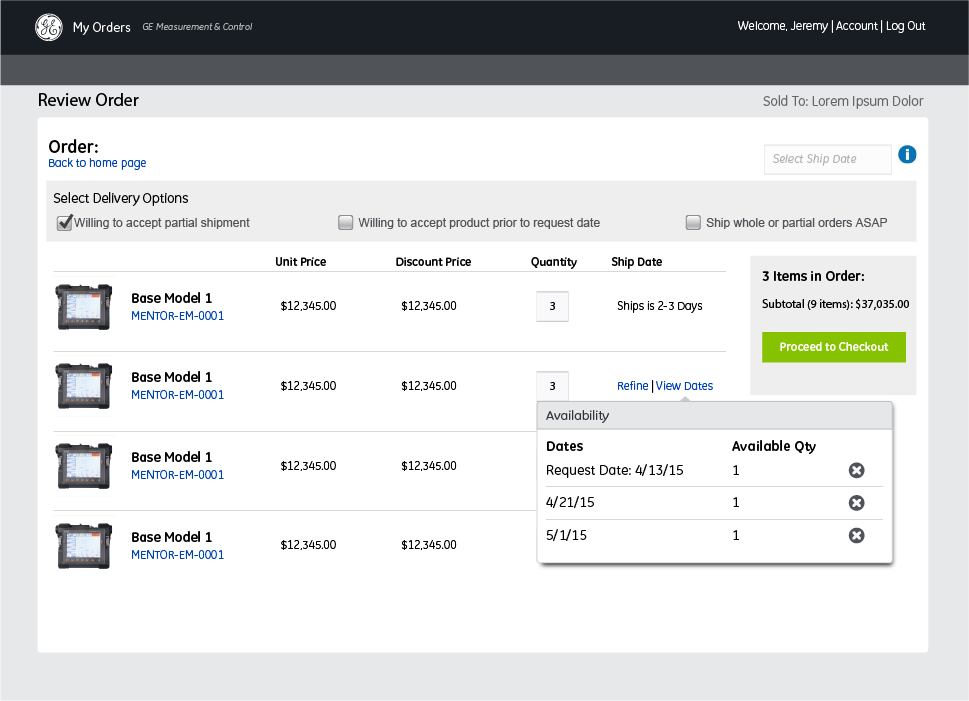 GE My Orders GE Measurement & Control
Welcome, Jeremy | Account | Log Out
Review Order
Sold To: Lorem Ipsum Dolor
Order:
Back to home page
Select Ship Date
i
Select Delivery Options
Willing to accept partial shipment
Willing to accept product prior to request date
Ship whole or partial orders ASAP
Unit Price Discount Price Quantity Ship Date
Base Model 1
MENTOR-EM-0001
$12,345.00 $12,345.00 3 Ships is 2-3 Days
3 Items in Order:
Subtotal (9 items): $37,035.00
Proceed to Checkout
Base Model 1
MENTOR-EM-0001
$12,345.00 $12,345.00 3 Refine | View Dates
Availability
Dates Available Qty
Request Date: 4/13/15 1
4/21/15 1
5/1/15 1
Base Model 1
MENTOR-EM-0001
$12,345.00 $12,345.00
Base Model 1
MENTOR-EM-0001
$12,345.00 $12,345.00